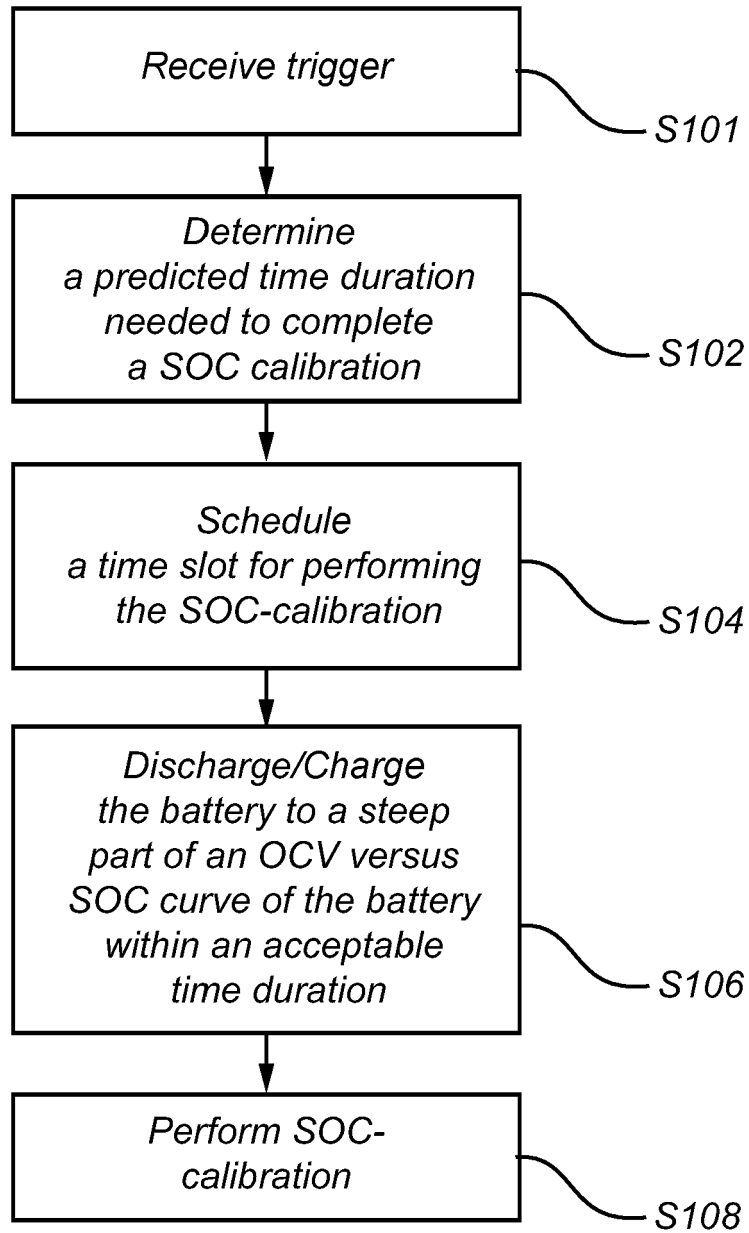 Receive trigger
S101
Determine
a predicted time duration
needed to complete
a SOC calibration
S102
Schedule
a time slot for performing
the SOC-calibration
S104
Discharge/Charge
the battery to a steep
part of an OCV versus
SOC curve of the battery
within an acceptable
time duration
S106
Perform SOC-
calibration
S108